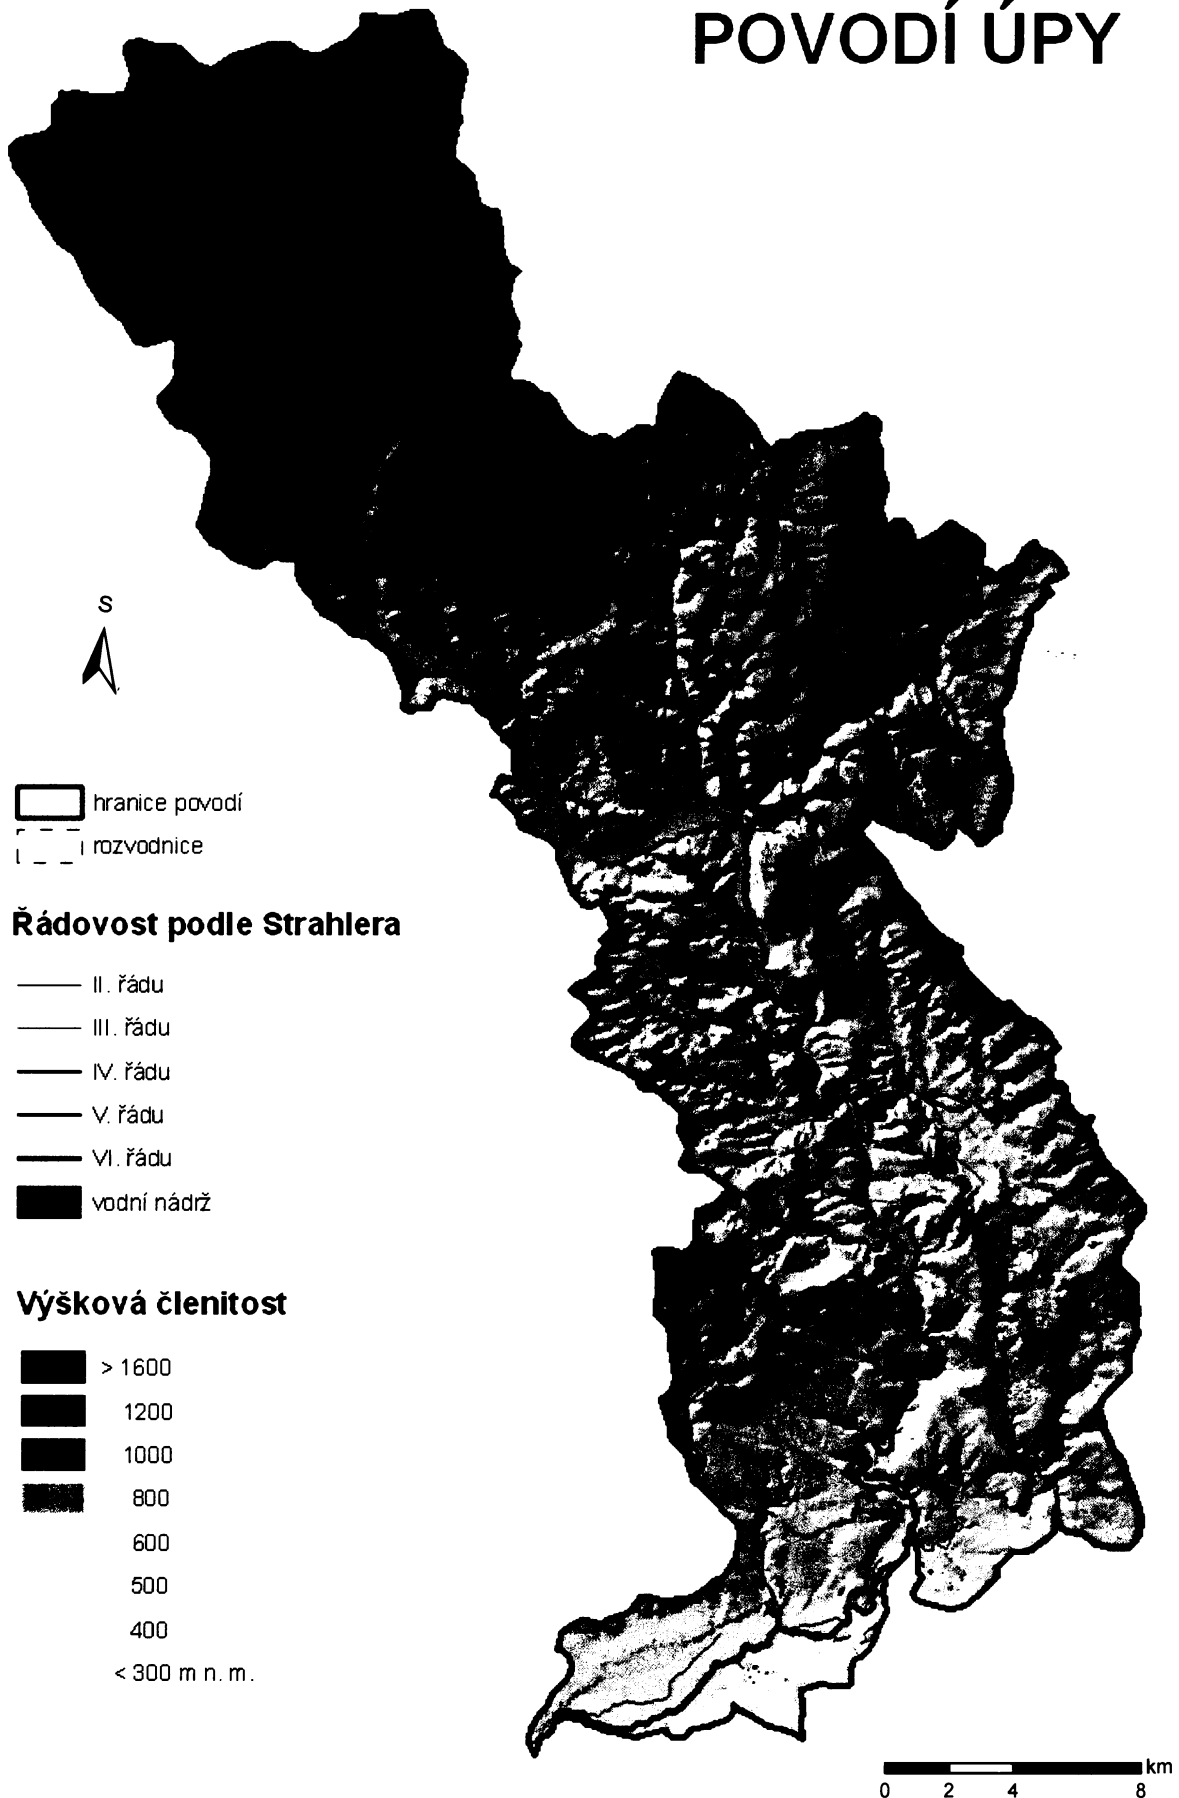 POVODÍ ÚPY
S
hranice povodí
rozvodnice
Řádovost podle Strahlera
II. řádu
III. řádu
IV. řádu
V. řádu
VI. řádu
vodní nádrž
Výšková členitost
> 1600
1200
1000
800
600
500
400
< 300 m n. m.
km
0 2 4 8